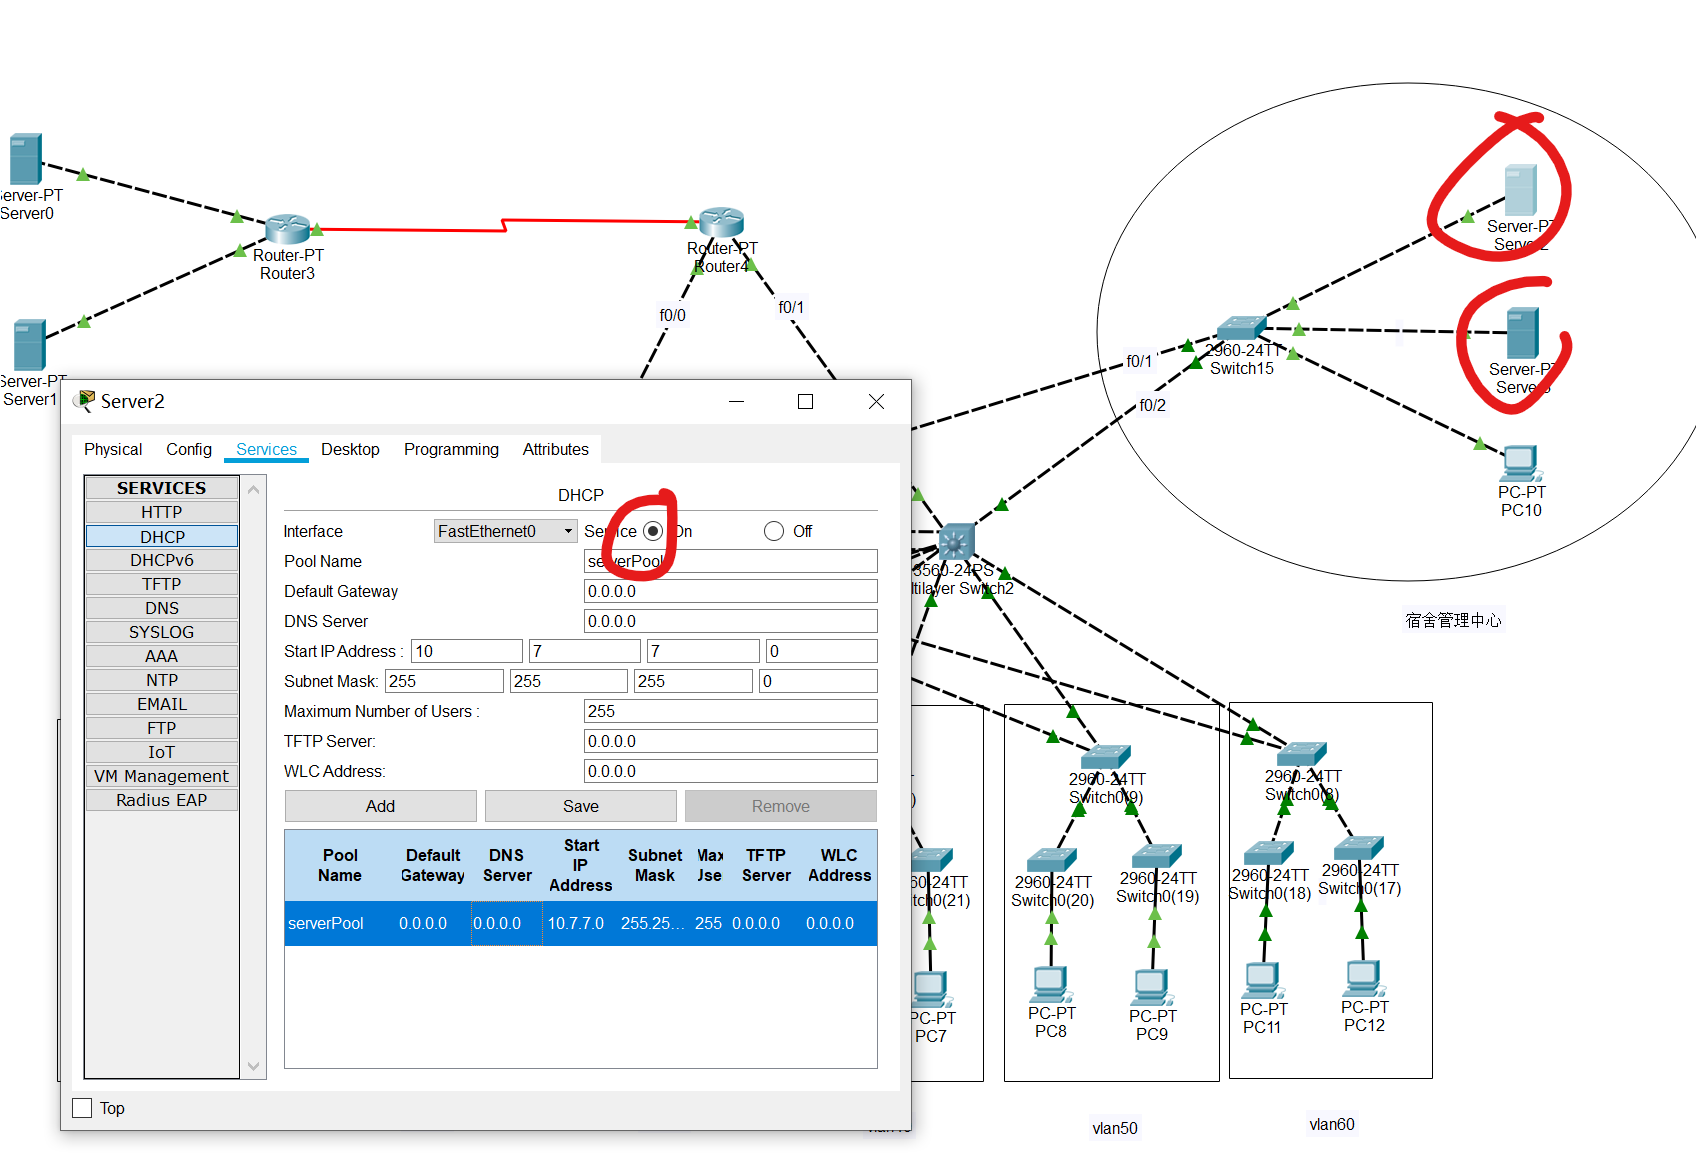 Server-PT
Server0
Router-PT
Router3
Router-PT
Router4
f0/0
f0/1
Server-PT
Server1
Server-PT
Server2
Server-PT
2960-24TT
Switch15
f0/1
f0/2
PC-PT
PC10
宿舍管理中心
3560-24PS
ltilayer Switch2
Server2
Physical
Config
Services
Desktop
Programming
Attributes
SERVICES
HTTP
DHCP
DHCPv6
TFTP
DNS
SYSLOG
AAA
NTP
EMAIL
FTP
IoT
VM Management
Radius EAP
DHCP
Interface FastEthernet0 Service On Off
Pool Name serverPool
Default Gateway 0.0.0.0
DNS Server 0.0.0.0
Start IP Address : 10 7 7 0
Subnet Mask: 255 255 255 0
Maximum Number of Users : 255
TFTP Server: 0.0.0.0
WLC Address: 0.0.0.0
Add Save Remove
Pool Name
Default Gateway
DNS Server
Start IP Address
Subnet Mask
Max
TFTP Server
WLC Address
serverPool 0.0.0.0 0.0.0.0 10.7.7.0 255.25... 255 0.0.0.0 0.0.0.0
Top
2960-24TT
Switch0(9)
2960-24TT
60-24TT
tch0(21)
2960-24TT
Switch0(20)
2960-24TT
Switch0(19)
2960-24TT
Switch0(18)
2960-24TT
Switch0(17)
PC-PT
PC7
PC-PT
PC8
PC-PT
PC9
PC-PT
PC11
PC-PT
PC12
vlan50
vlan60